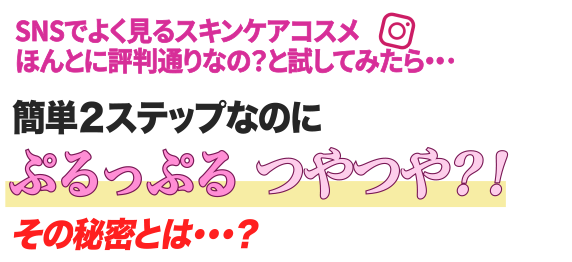 SNSでよく見るスキンケアコスメ
ほんとに評判通りなの？と試してみたら・・・
簡単2ステップなのに
ぷるっぷる つやつや？！
その秘密とは・・・？